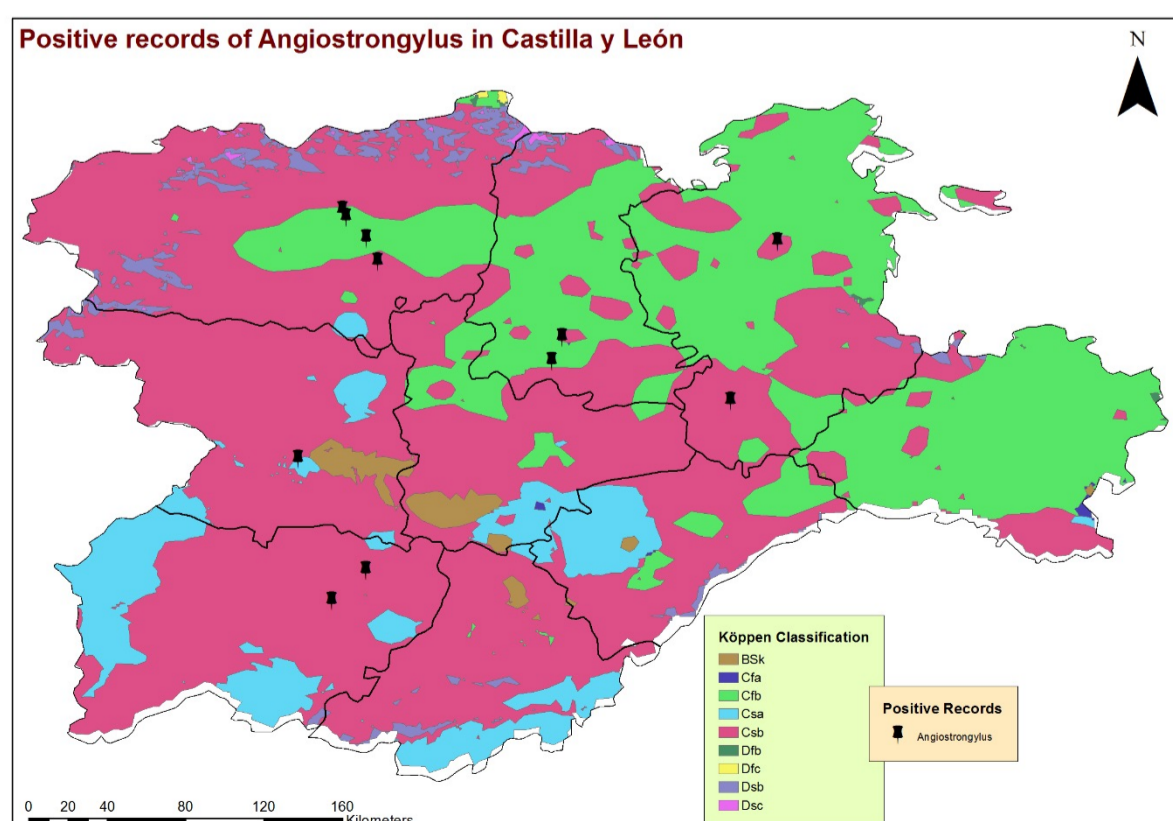 Positive records of Angiostrongylus in Castilla y León
N
Köppen Classification
BSk
Cfa
Cfb
Csa
Csb
Dfb
Dfc
Dsb
Dsc
Positive Records
Angiostrongylus
0 20 40 80 120 160
Kilometers